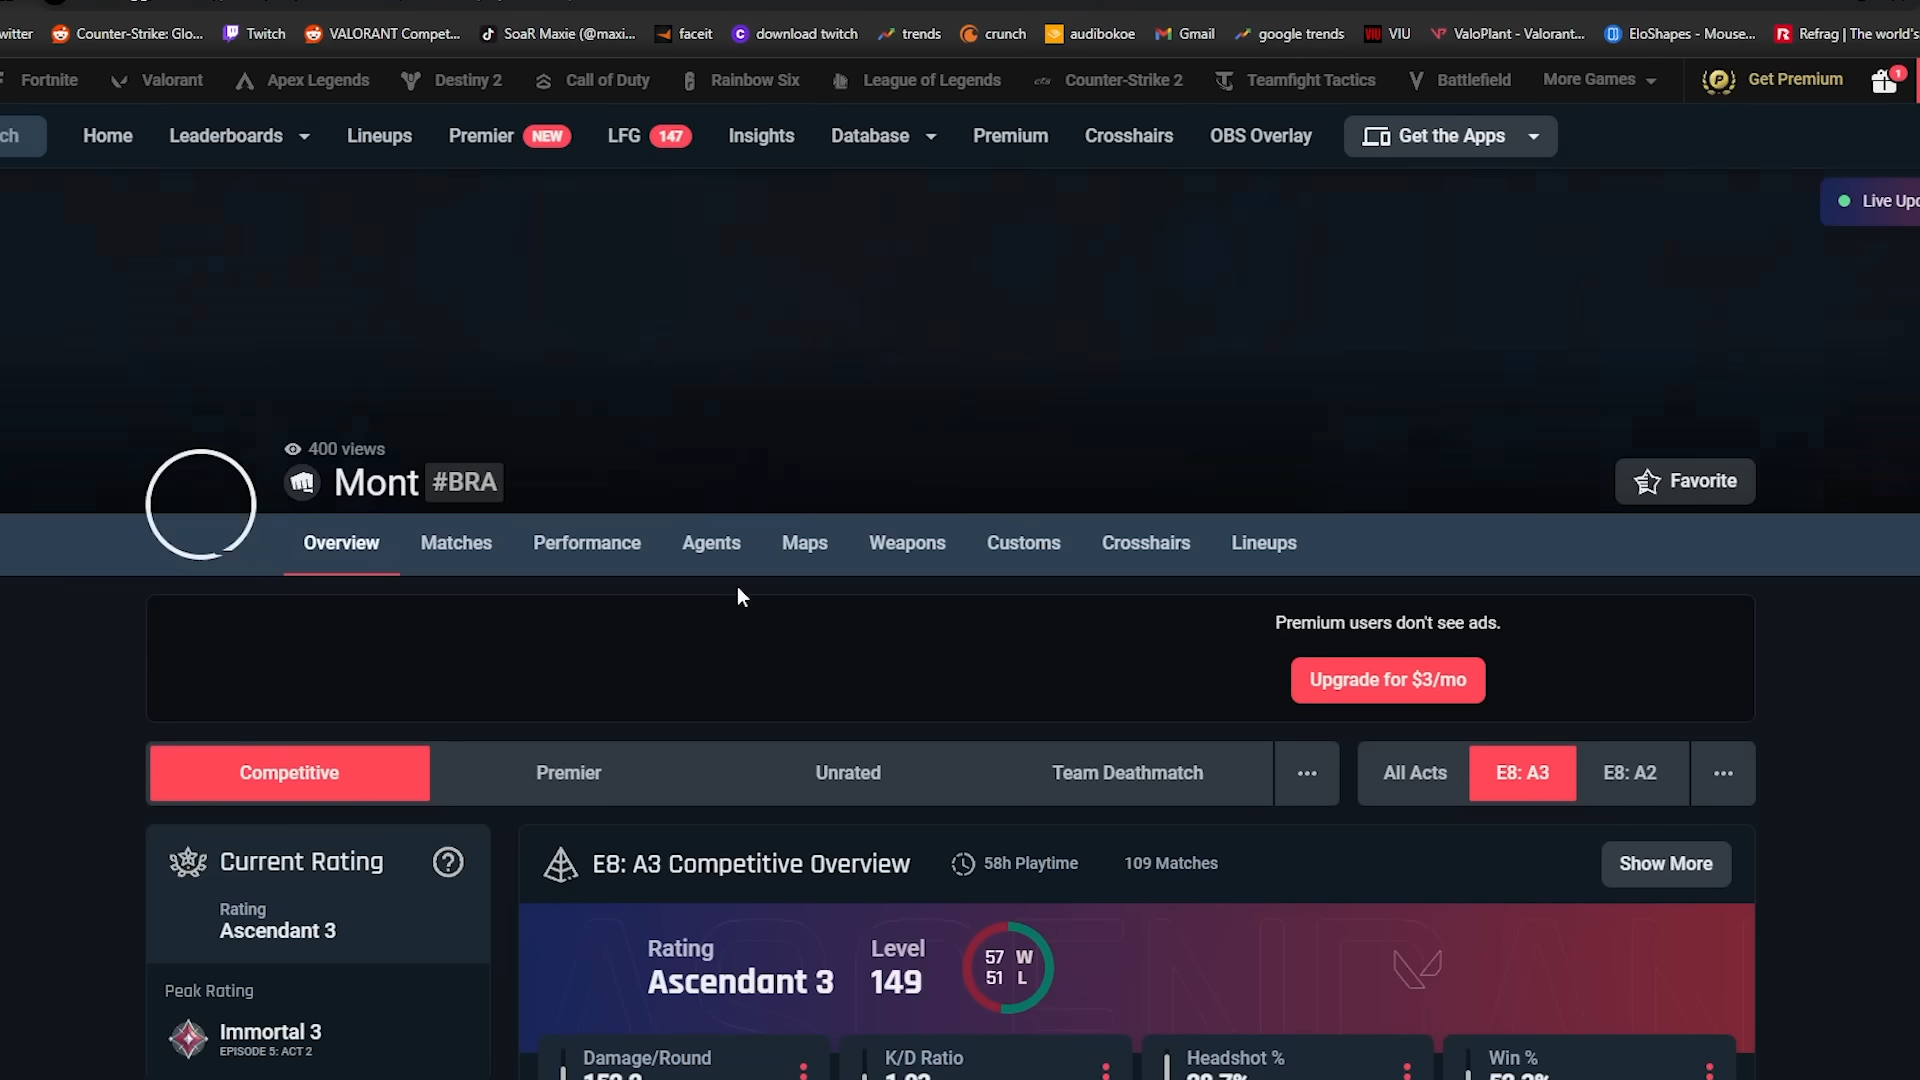 witter Counter-Strike: Glo... Twitch VALORANT Compet... SoaR Maxie (@maxi... faceit download twitch trends crunch audibokoe Gmail google trends VIU ValoPlant - Valorant... EloShapes - Mouse... Refrag | The world's
Fortnite Valorant Apex Legends Destiny 2 Call of Duty Rainbow Six League of Legends Counter-Strike 2 Teamfight Tactics Battlefield More Games Get Premium 1
ch Home Leaderboards Lineups Premier NEW LFG 147 Insights Database Premium Crosshairs OBS Overlay Get the Apps
Live Upd
400 views
Mont #BRA
Favorite
Overview Matches Performance Agents Maps Weapons Customs Crosshairs Lineups
Premium users don't see ads.
Upgrade for $3/mo
Competitive Premier Unrated Team Deathmatch ... All Acts E8: A3 E8: A2 ...
Current Rating ?
Rating
Ascendant 3
Peak Rating
Immortal 3
EPISODE 5: ACT 2
E8: A3 Competitive Overview 58h Playtime 109 Matches Show More
Rating
Ascendant 3
Level
149
57 W
51 L
Damage/Round K/D Ratio Headshot % Win %